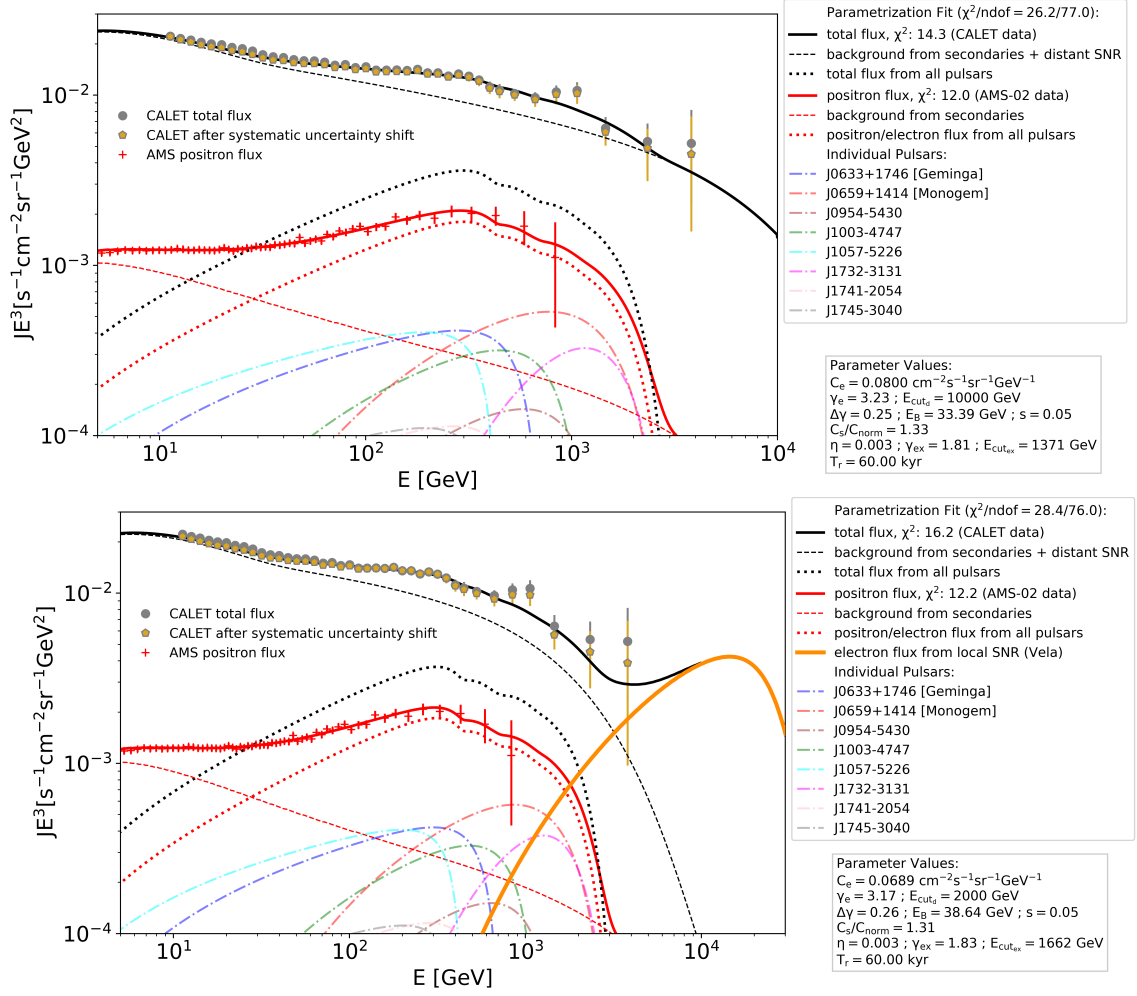 Parametrization Fit (χ²/ndof = 26.2/77.0):
total flux, χ²: 14.3 (CALET data)
background from secondaries + distant SNR
total flux from all pulsars
positron flux, χ²: 12.0 (AMS-02 data)
background from secondaries
positron/electron flux from all pulsars
Individual Pulsars:
J0633+1746 [Geminga]
J0659+1414 [Monogem]
J0954-5430
J1003-4747
J1057-5226
J1732-3131
J1741-2054
J1745-3040
CALET total flux
CALET after systematic uncertainty shift
AMS positron flux
JE³[s⁻¹cm⁻²sr⁻¹GeV²]
10⁻²
10⁻³
10⁻⁴
10¹ 10² 10³ 10⁴
E [GeV]
Parameter Values:
Cₑ = 0.0800 cm⁻²s⁻¹sr⁻¹GeV⁻¹
γₑ = 3.23 ; E_cut_d = 10000 GeV
Δγ = 0.25 ; E_B = 33.39 GeV ; s = 0.05
Cₛ/C_norm = 1.33
η = 0.003 ; γₑₓ = 1.81 ; E_cut_ex = 1371 GeV
Tᵣ = 60.00 kyr
Parametrization Fit (χ²/ndof = 28.4/76.0):
total flux, χ²: 16.2 (CALET data)
background from secondaries + distant SNR
total flux from all pulsars
positron flux, χ²: 12.2 (AMS-02 data)
background from secondaries
positron/electron flux from all pulsars
electron flux from local SNR (Vela)
Individual Pulsars:
J0633+1746 [Geminga]
J0659+1414 [Monogem]
J0954-5430
J1003-4747
J1057-5226
J1732-3131
J1741-2054
J1745-3040
CALET total flux
CALET after systematic uncertainty shift
AMS positron flux
JE³[s⁻¹cm⁻²sr⁻¹GeV²]
10⁻²
10⁻³
10⁻⁴
10¹ 10² 10³ 10⁴
E [GeV]
Parameter Values:
Cₑ = 0.0689 cm⁻²s⁻¹sr⁻¹GeV⁻¹
γₑ = 3.17 ; E_cut_d = 2000 GeV
Δγ = 0.26 ; E_B = 38.64 GeV ; s = 0.05
Cₛ/C_norm = 1.31
η = 0.003 ; γₑₓ = 1.83 ; E_cut_ex = 1662 GeV
Tᵣ = 60.00 kyr